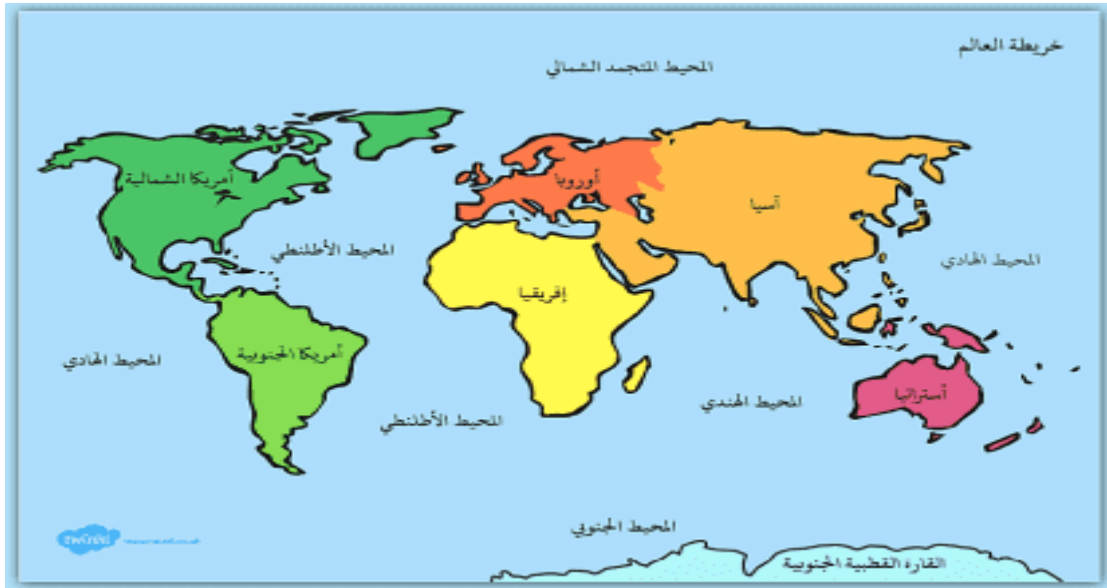 خريطة العالم
المحيط المتجمد الشمالي
أمريكا الشمالية
أوروبا
آسيا
المحيط الأطلنطي
المحيط الهادي
إفريقيا
أمريكا الجنوبية
المحيط الهادي
أستراليا
المحيط الهندي
المحيط الأطلنطي
المحيط الجنوبي
twinkl
القارة القطبية الجنوبية